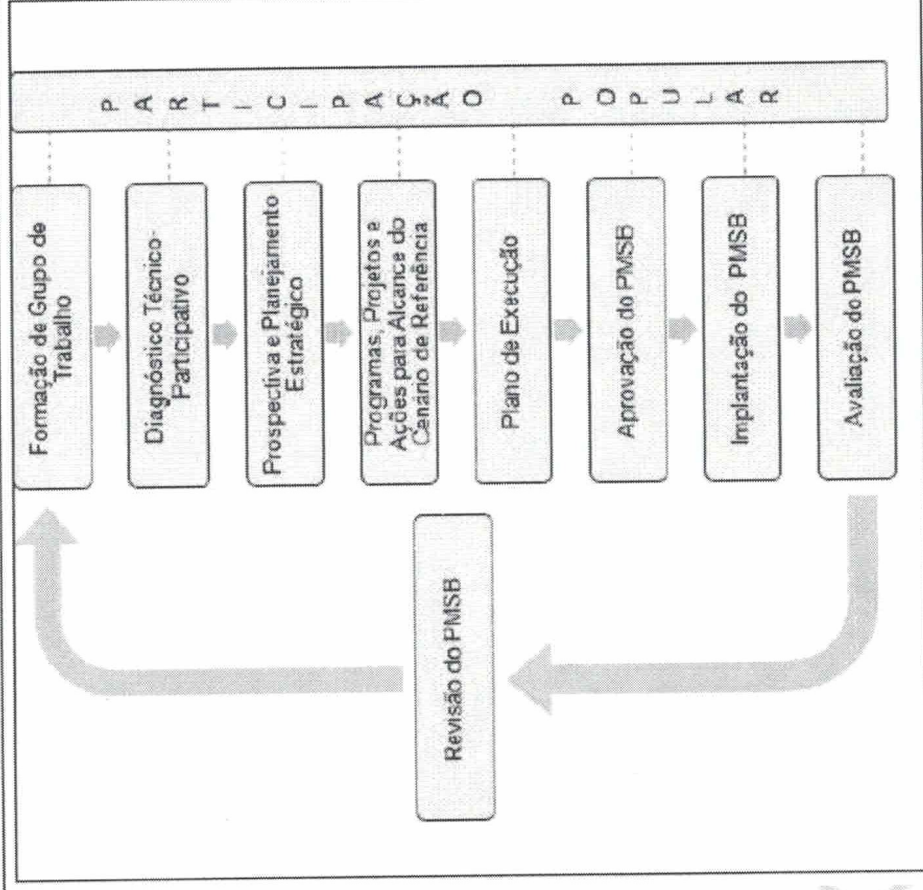 Formação de Grupo de
Trabalho
Diagnóstico Técnico-
Participativo
Prospectiva e Planejamento
Estratégico
Programas, Projetos e
Ações para Alcance do
Cenário de Referência
Plano de Execução
Aprovação do PMSB
Implantação do PMSB
Avaliação do PMSB
Revisão do PMSB
PARTICIPAÇÃO POPULAR